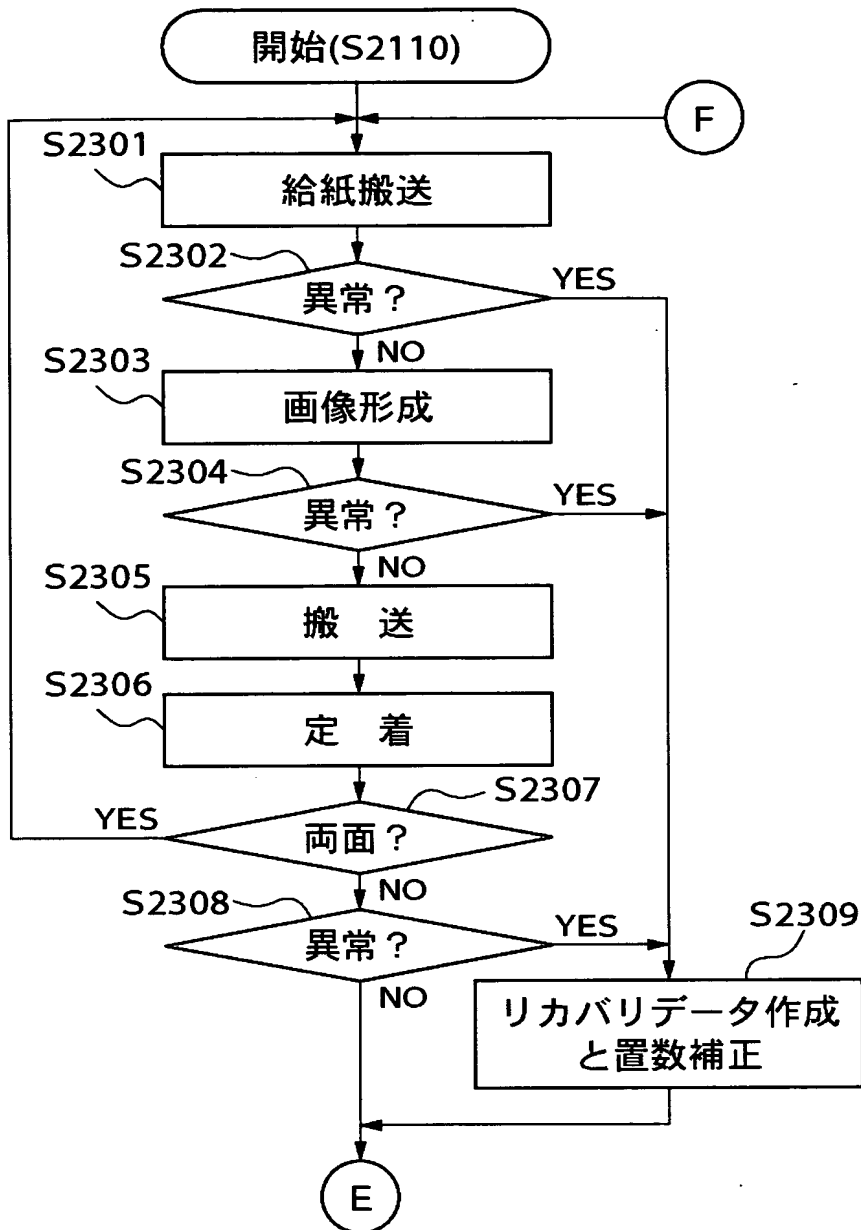 開始(S2110)
F
S2301
給紙搬送
S2302
異常？
YES
NO
S2303
画像形成
S2304
異常？
YES
NO
S2305
搬　送
S2306
定　着
S2307
YES
両面？
NO
S2308
異常？
YES
NO
S2309
リカバリデータ作成
と置数補正
E